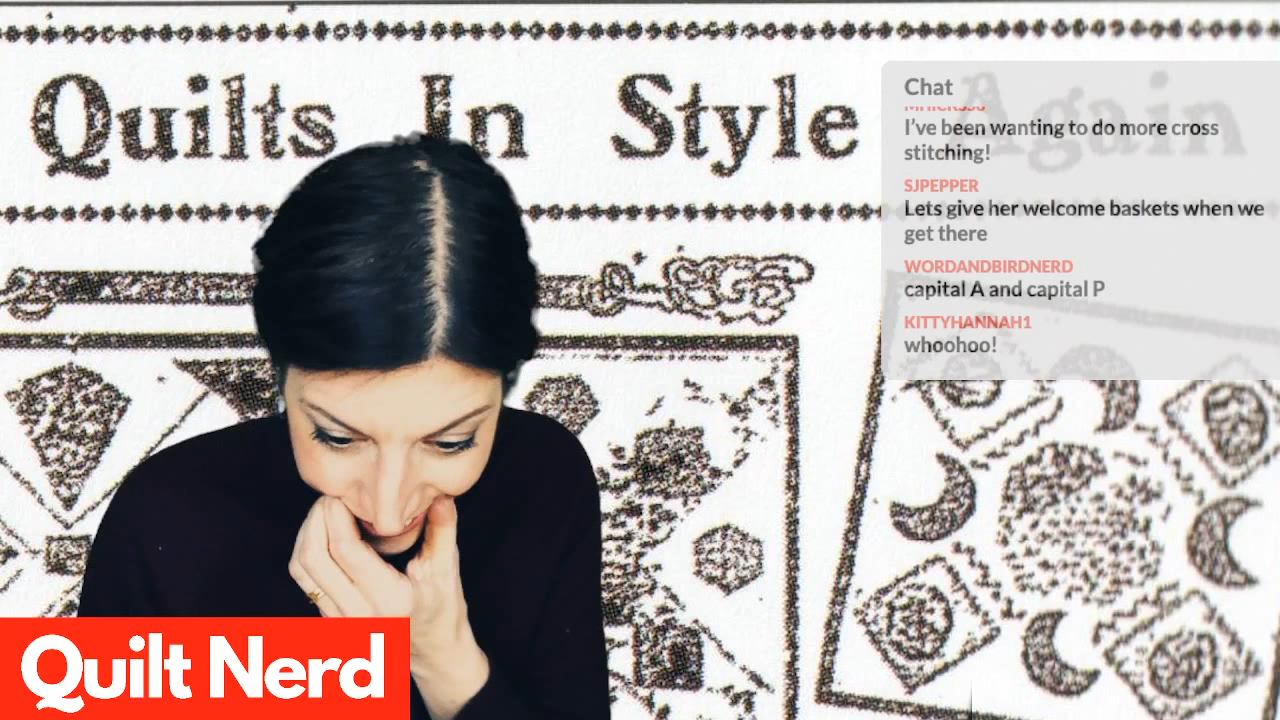 Quilts In Style Again
Chat
MHICKS98
I've been wanting to do more cross
stitching!
SJPEPPER
Lets give her welcome baskets when we
get there
WORDANDBIRDNERD
capital A and capital P
KITTYHANNAH1
whoohoo!
Quilt Nerd